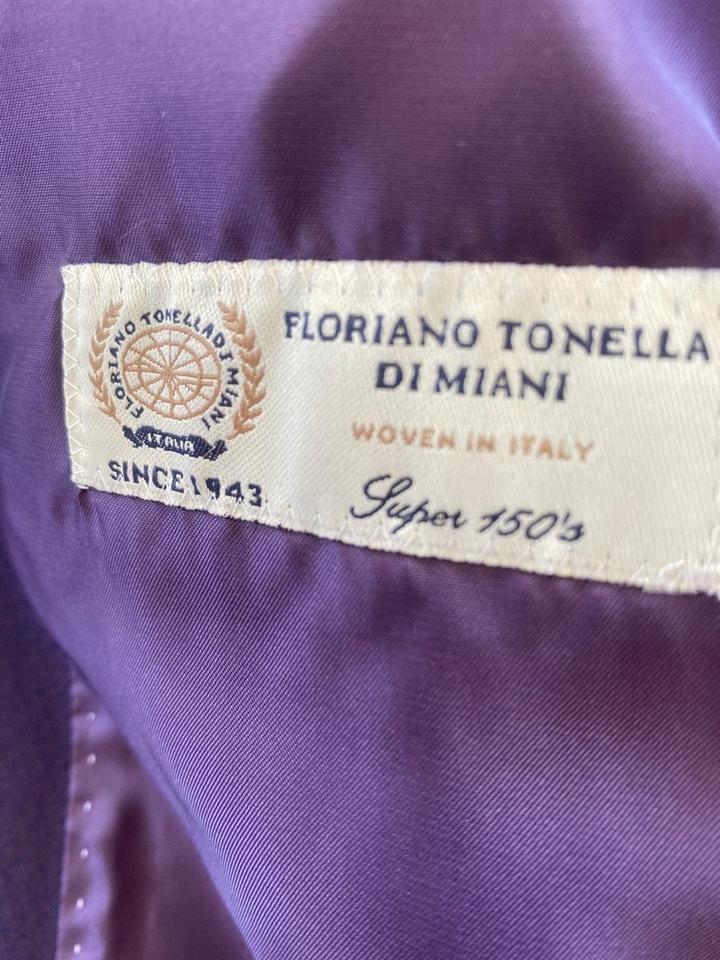 FLORIANO TONELLA DI MIANI
ITALIA
SINCE 1943
FLORIANO TONELLA
DI MIANI
WOVEN IN ITALY
Super 150's